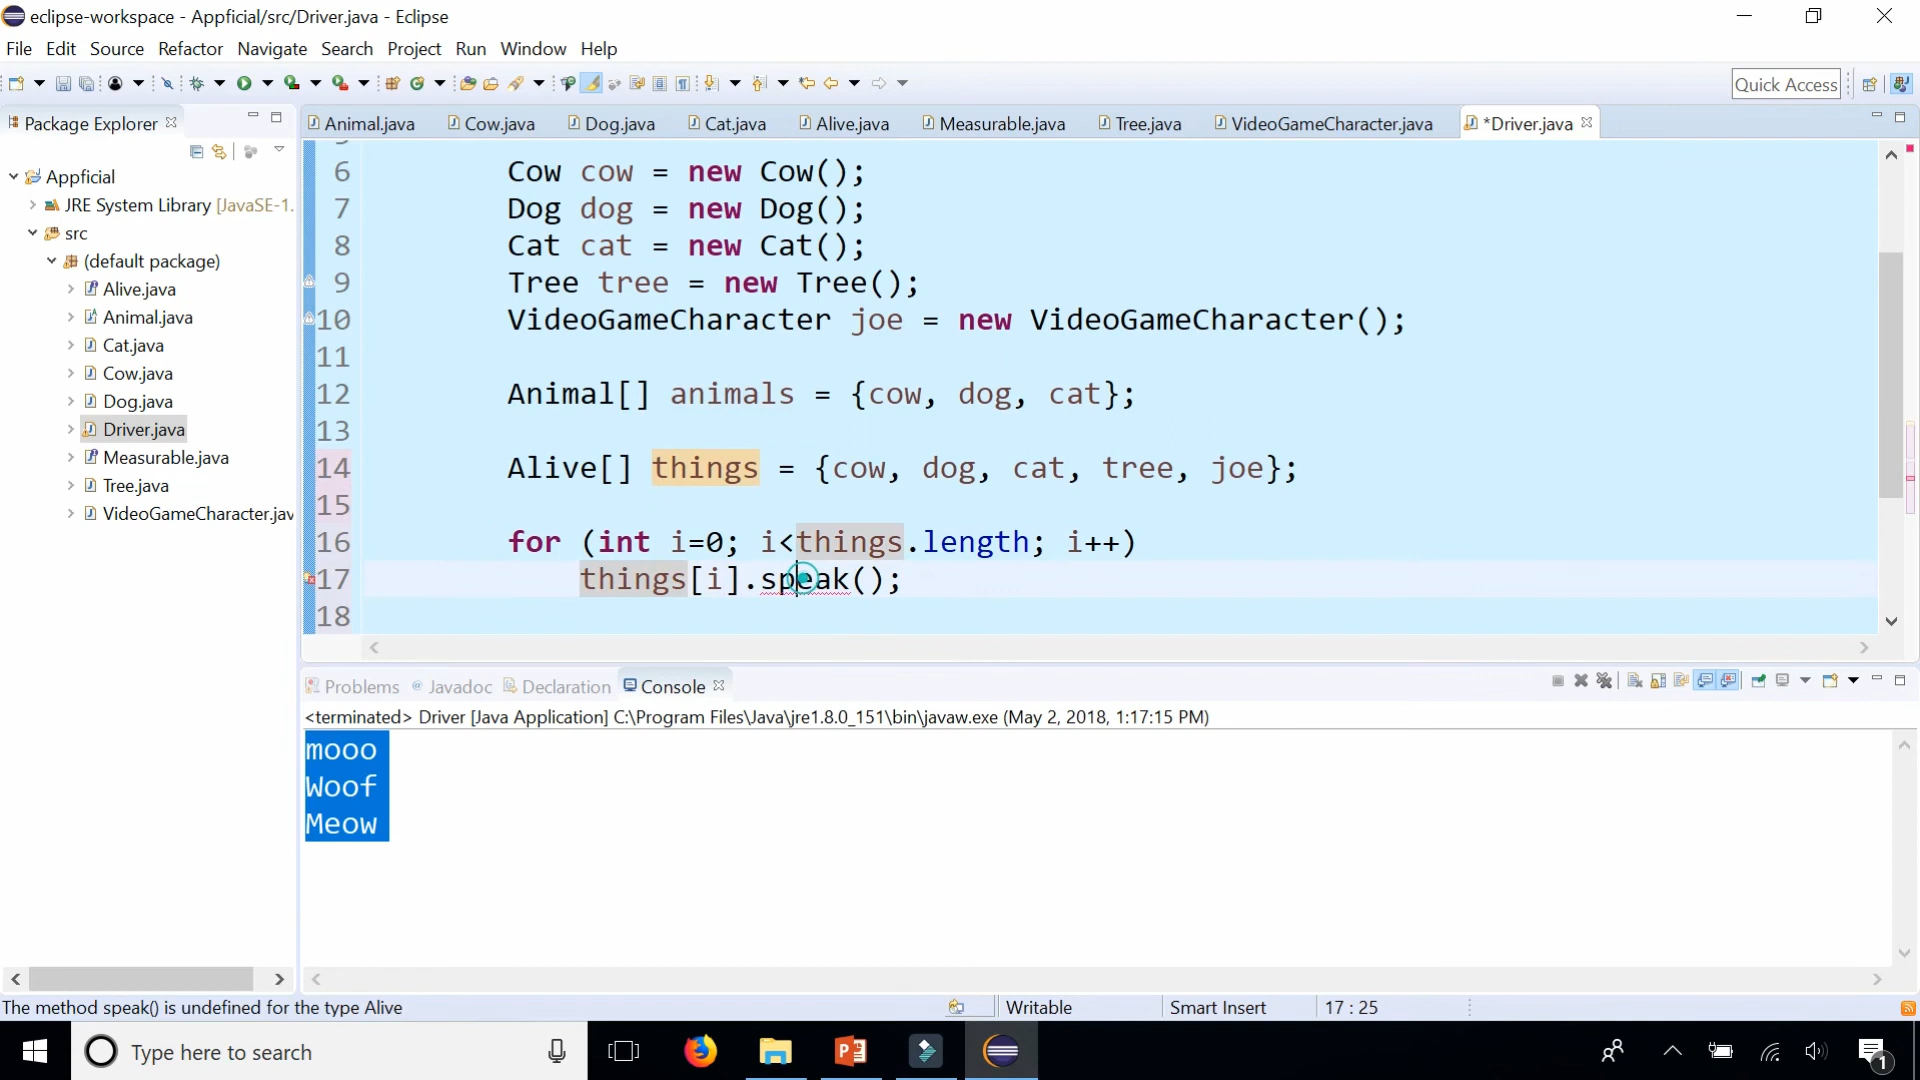 eclipse-workspace - Appficial/src/Driver.java - Eclipse
File Edit Source Refactor Navigate Search Project Run Window Help
Quick Access
Package Explorer
Animal.java Cow.java Dog.java Cat.java Alive.java Measurable.java Tree.java VideoGameCharacter.java *Driver.java
Appficial
JRE System Library [JavaSE-1.
src
(default package)
Alive.java
Animal.java
Cat.java
Cow.java
Dog.java
Driver.java
Measurable.java
Tree.java
VideoGameCharacter.jav
6 Cow cow = new Cow();
7 Dog dog = new Dog();
8 Cat cat = new Cat();
9 Tree tree = new Tree();
10 VideoGameCharacter joe = new VideoGameCharacter();
11
12 Animal[] animals = {cow, dog, cat};
13
14 Alive[] things = {cow, dog, cat, tree, joe};
15
16 for (int i=0; i<things.length; i++)
17 things[i].speak();
18
Problems Javadoc Declaration Console
<terminated> Driver [Java Application] C:\Program Files\Java\jre1.8.0_151\bin\javaw.exe (May 2, 2018, 1:17:15 PM)
mooo
Woof
Meow
The method speak() is undefined for the type Alive Writable Smart Insert 17 : 25
Type here to search
1